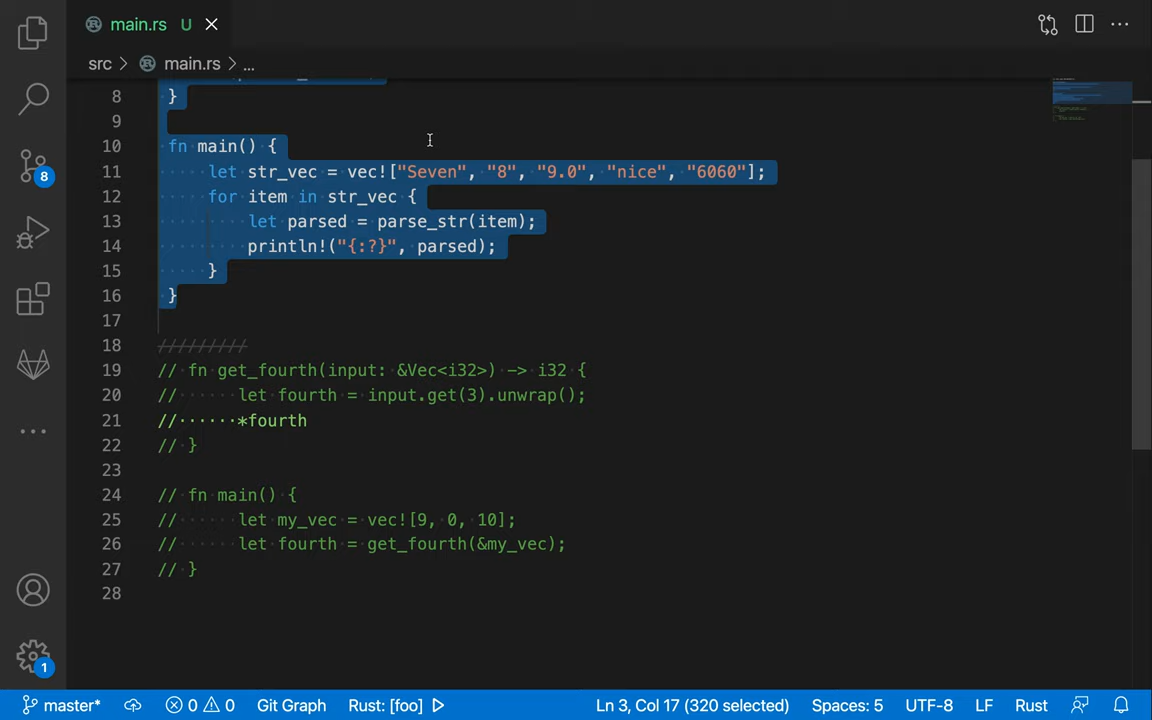 main.rs U
src > main.rs > ...
8 }
9
10 fn main() {
11 let str_vec = vec!["Seven", "8", "9.0", "nice", "6060"];
12 for item in str_vec {
13 let parsed = parse_str(item);
14 println!("{:?}", parsed);
15 }
16 }
17
18 /////////
19 // fn get_fourth(input: &Vec<i32>) -> i32 {
20 // let fourth = input.get(3).unwrap();
21 // *fourth
22 // }
23
24 // fn main() {
25 // let my_vec = vec![9, 0, 10];
26 // let fourth = get_fourth(&my_vec);
27 // }
28
8
1
master* 0 0 Git Graph Rust: [foo] Ln 3, Col 17 (320 selected) Spaces: 5 UTF-8 LF Rust